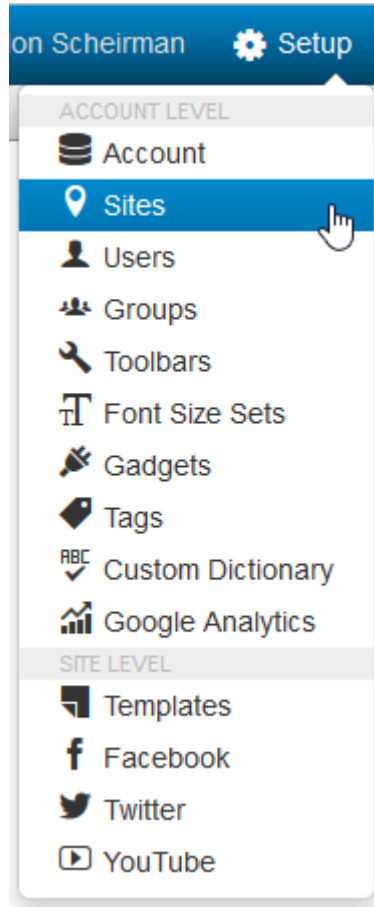 on Scheirman Setup
ACCOUNT LEVEL
Account
Sites
Users
Groups
Toolbars
Font Size Sets
Gadgets
Tags
ABC Custom Dictionary
Google Analytics
SITE LEVEL
Templates
Facebook
Twitter
YouTube